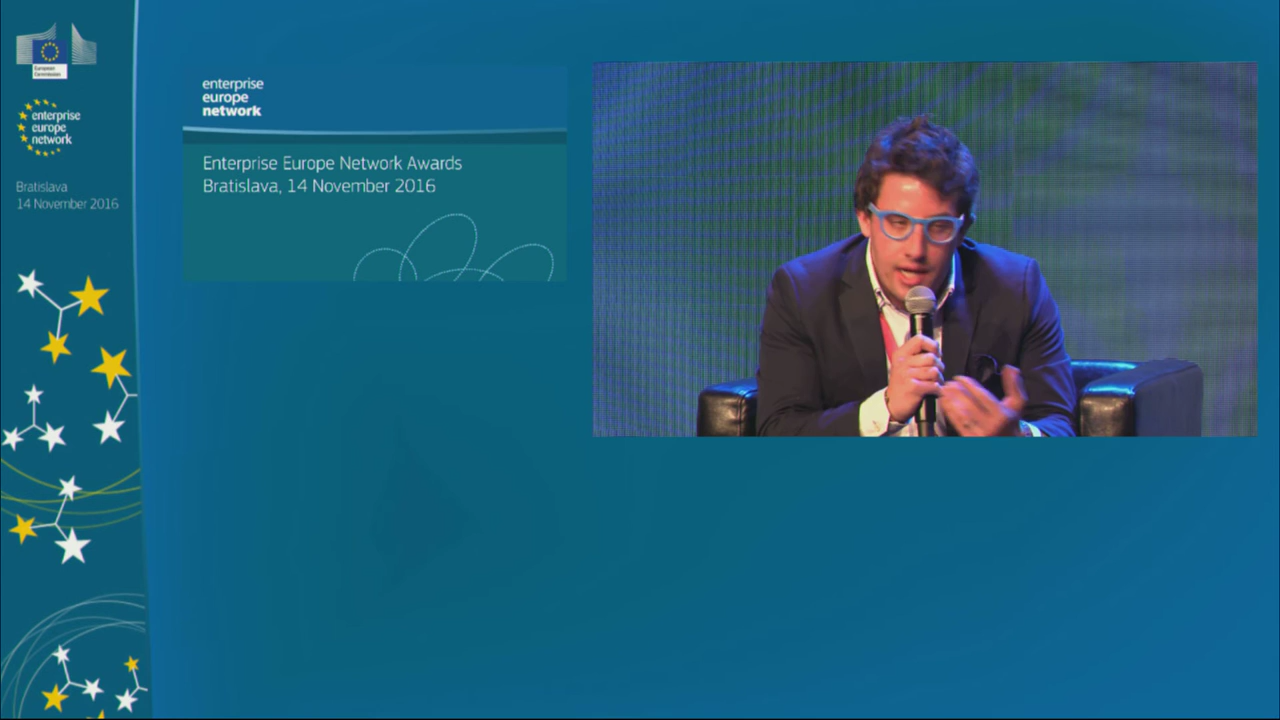 European
Commission
enterprise
europe
network
Bratislava
14 November 2016
enterprise
europe
network
Enterprise Europe Network Awards
Bratislava, 14 November 2016